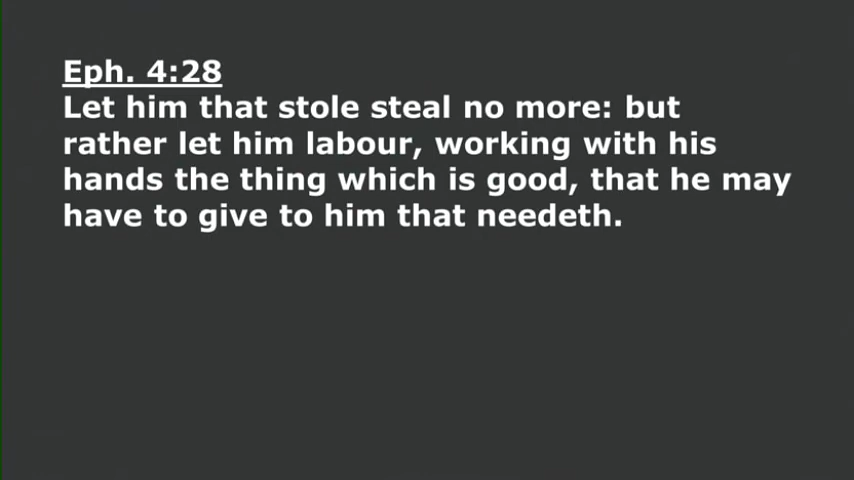 Eph. 4:28
Let him that stole steal no more: but
rather let him labour, working with his
hands the thing which is good, that he may
have to give to him that needeth.